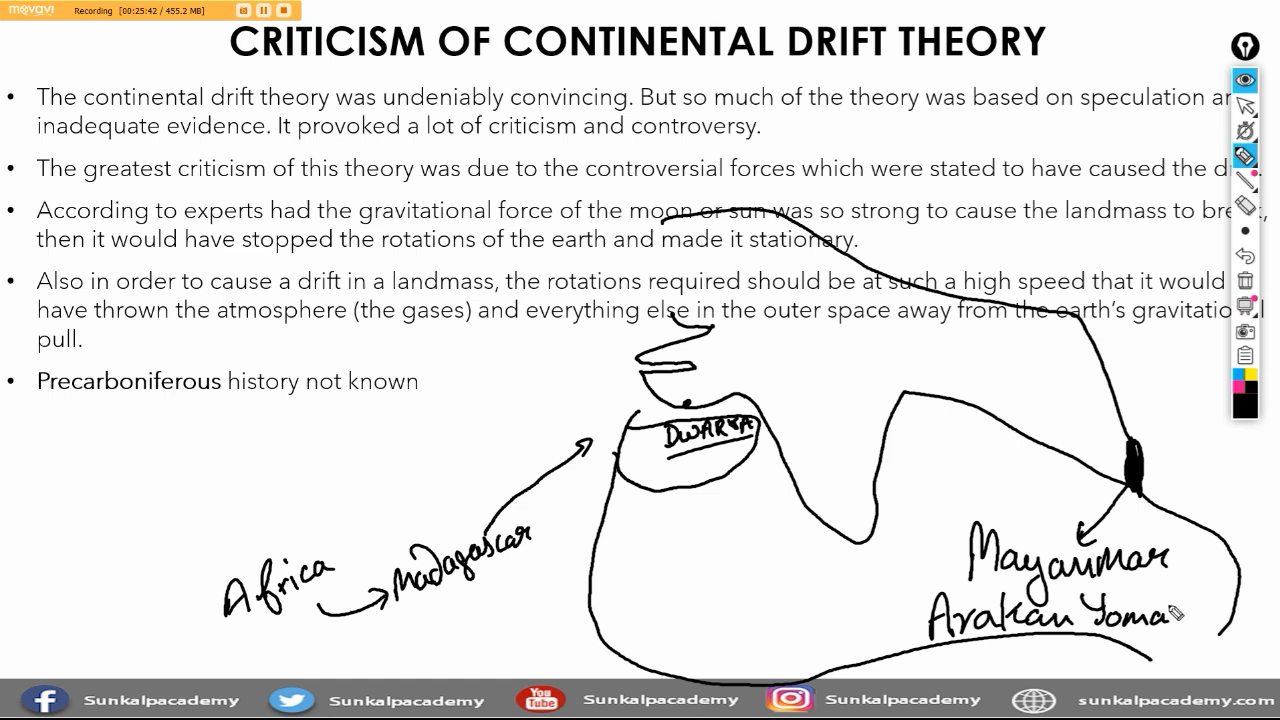 movavi
Recording [00:25:42 / 455.2 MB]
CRITICISM OF CONTINENTAL DRIFT THEORY
• The continental drift theory was undeniably convincing. But so much of the theory was based on speculation an
inadequate evidence. It provoked a lot of criticism and controversy.
• The greatest criticism of this theory was due to the controversial forces which were stated to have caused the d
• According to experts had the gravitational force of the moon or sun was so strong to cause the landmass to bre k,
then it would have stopped the rotations of the earth and made it stationary.
• Also in order to cause a drift in a landmass, the rotations required should be at such a high speed that it would
have thrown the atmosphere (the gases) and everything else in the outer space away from the earth's gravitatio l
pull.
• Precarboniferous history not known
DWARKA
Africa
Madagascar
Mayanmar
Arakan Yoma
Sunkalpacademy
Sunkalpacademy
You Tube
Sunkalpacademy
Sunkalpacademy
sunkalpacademy.com